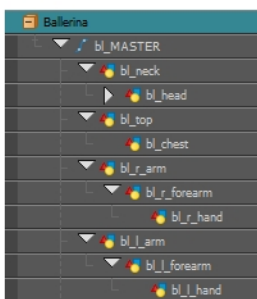 Ballerina
bl_MASTER
bl_neck
bl_head
bl_top
bl_chest
bl_r_arm
bl_r_forearm
bl_r_hand
bl_l_arm
bl_l_forearm
bl_l_hand